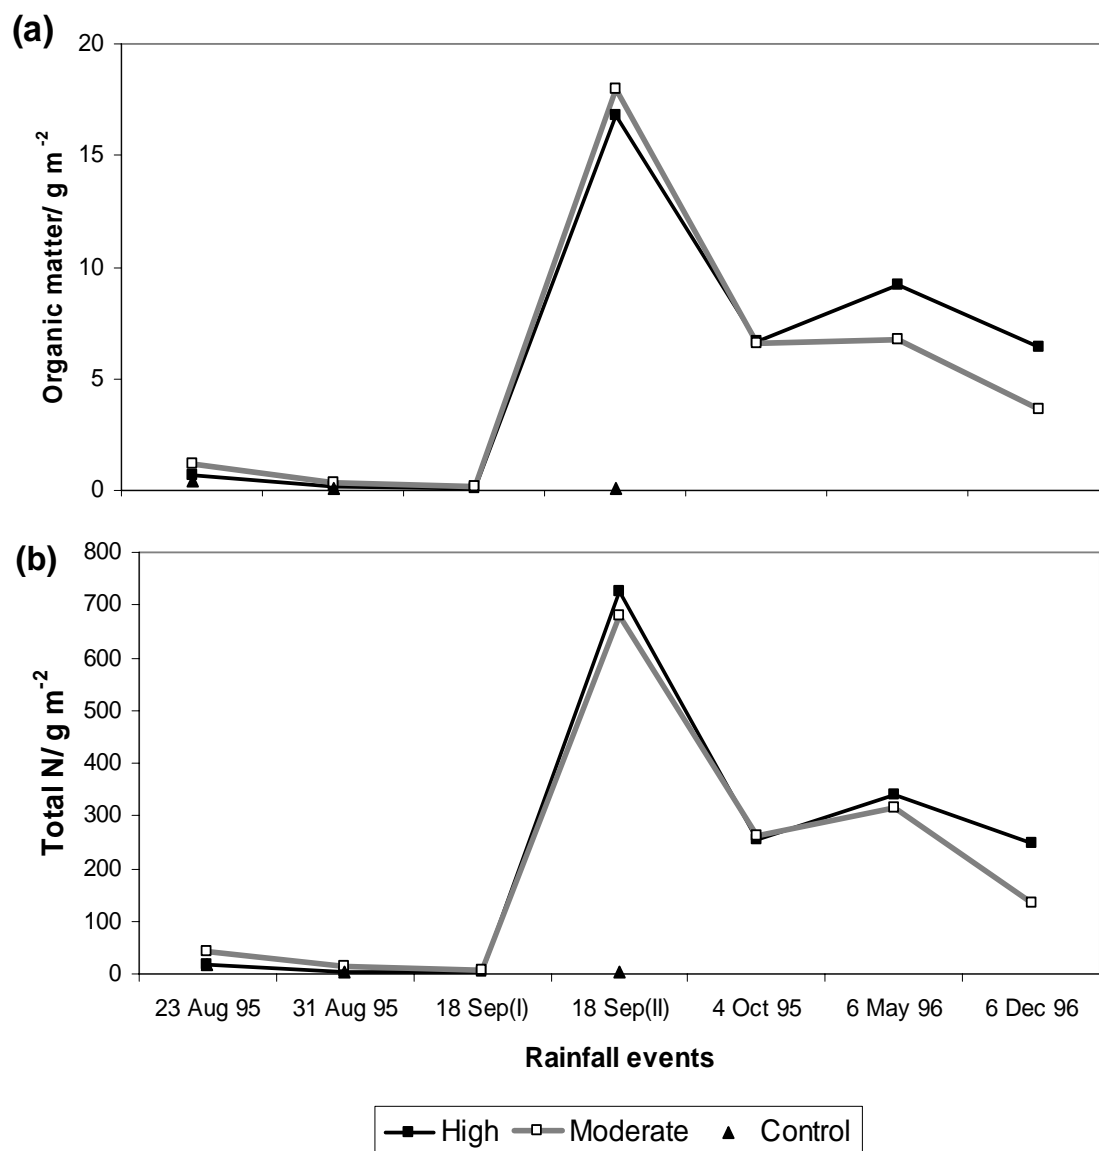 (a)
20
15
10
5
0
Organic matter/ g m⁻²
(b)
800
700
600
500
400
300
200
100
0
Total N/ g m⁻²
23 Aug 95 31 Aug 95 18 Sep(I) 18 Sep(II) 4 Oct 95 6 May 96 6 Dec 96
Rainfall events
High Moderate Control